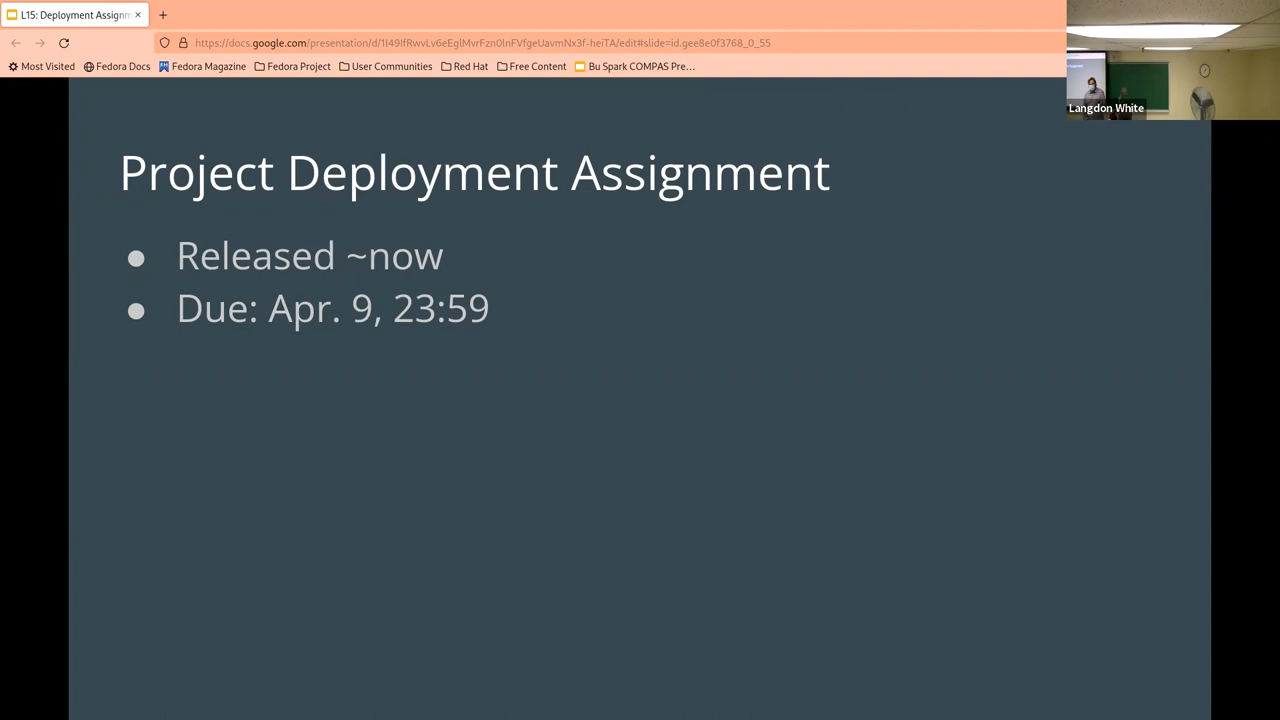 L15: Deployment Assignm
https://docs.google.com/presentation/d/1I49IfRwvLv6eEglMvrFzn0lnFVfgeUavmNx3f-heiTA/edit#slide=id.gee8e0f3768_0_55
Most Visited Fedora Docs Fedora Magazine Fedora Project User Communities Red Hat Free Content Bu Spark COMPAS Pre…
Langdon White
Project Deployment Assignment
● Released ~now
● Due: Apr. 9, 23:59